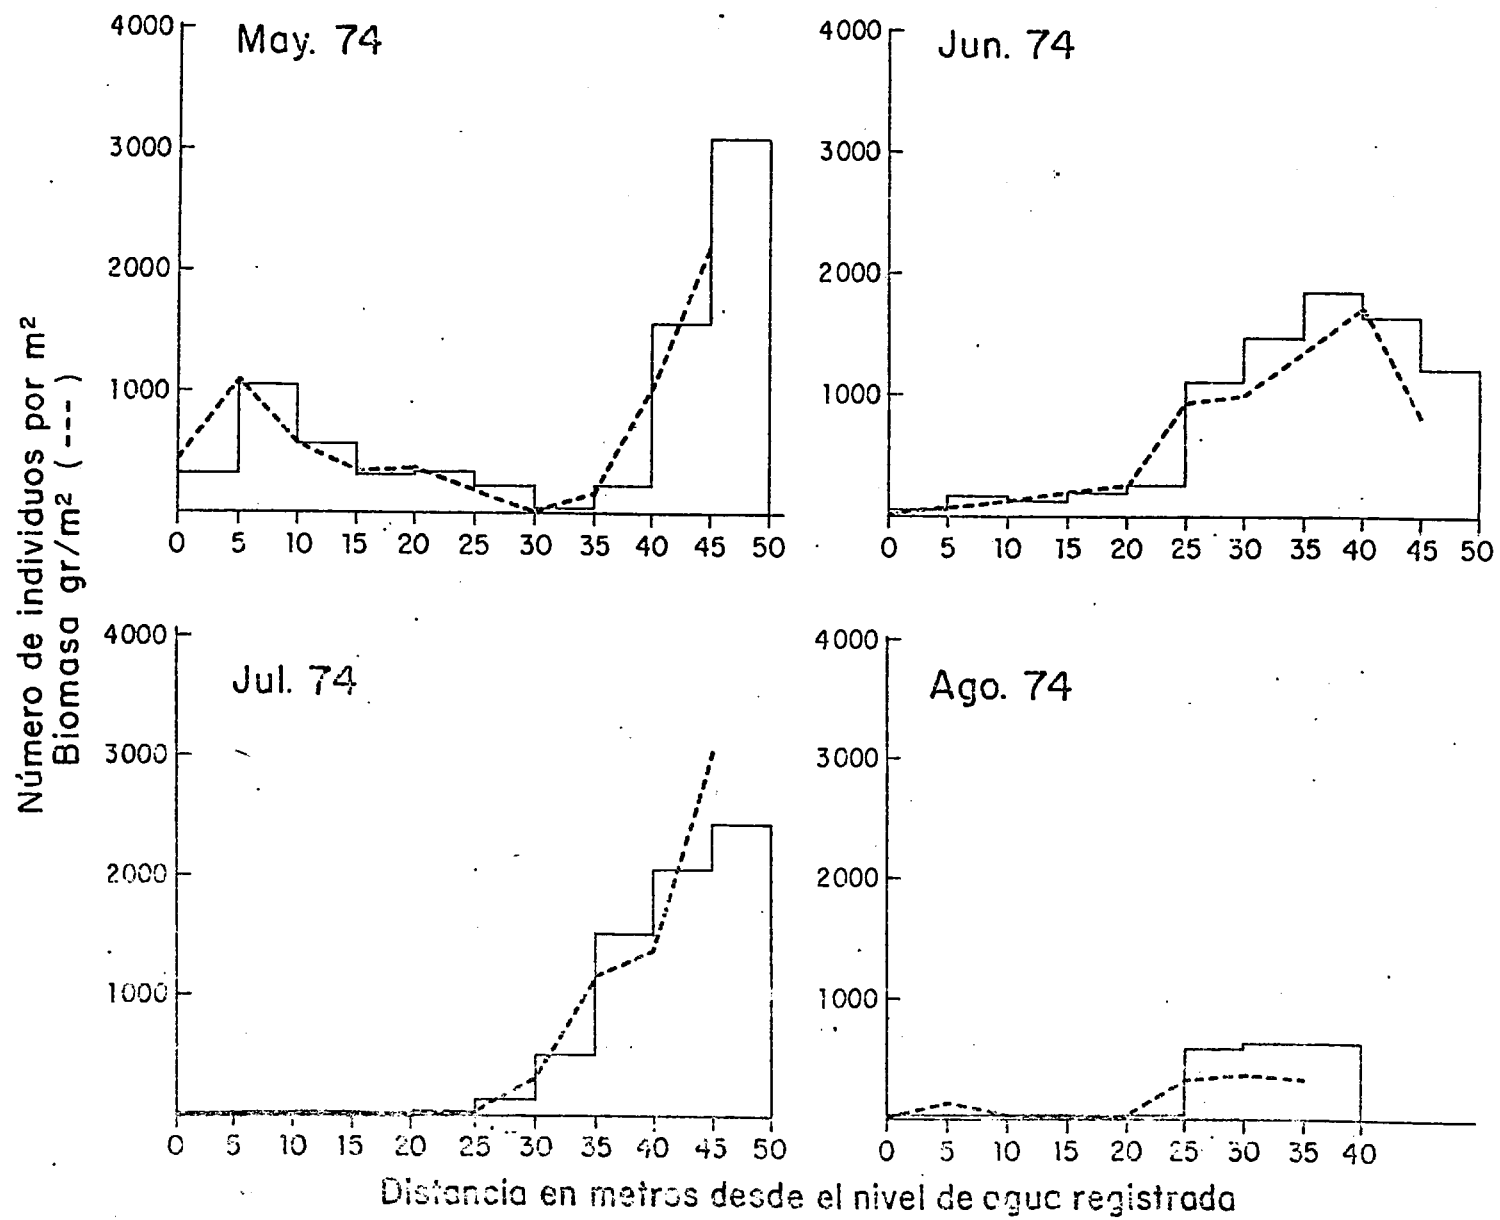 Número de individuos por m²
Biomasa gr/m² (---)
May. 74
4000
3000
2000
1000
0 5 10 15 20 25 30 35 40 45 50
Jun. 74
4000
3000
2000
1000
0 5 10 15 20 25 30 35 40 45 50
Jul. 74
4000
3000
2000
1000
0 5 10 15 20 25 30 35 40 45 50
Ago. 74
4000
3000
2000
1000
0 5 10 15 20 25 30 35 40
Distancia en metros desde el nivel de agua registrada